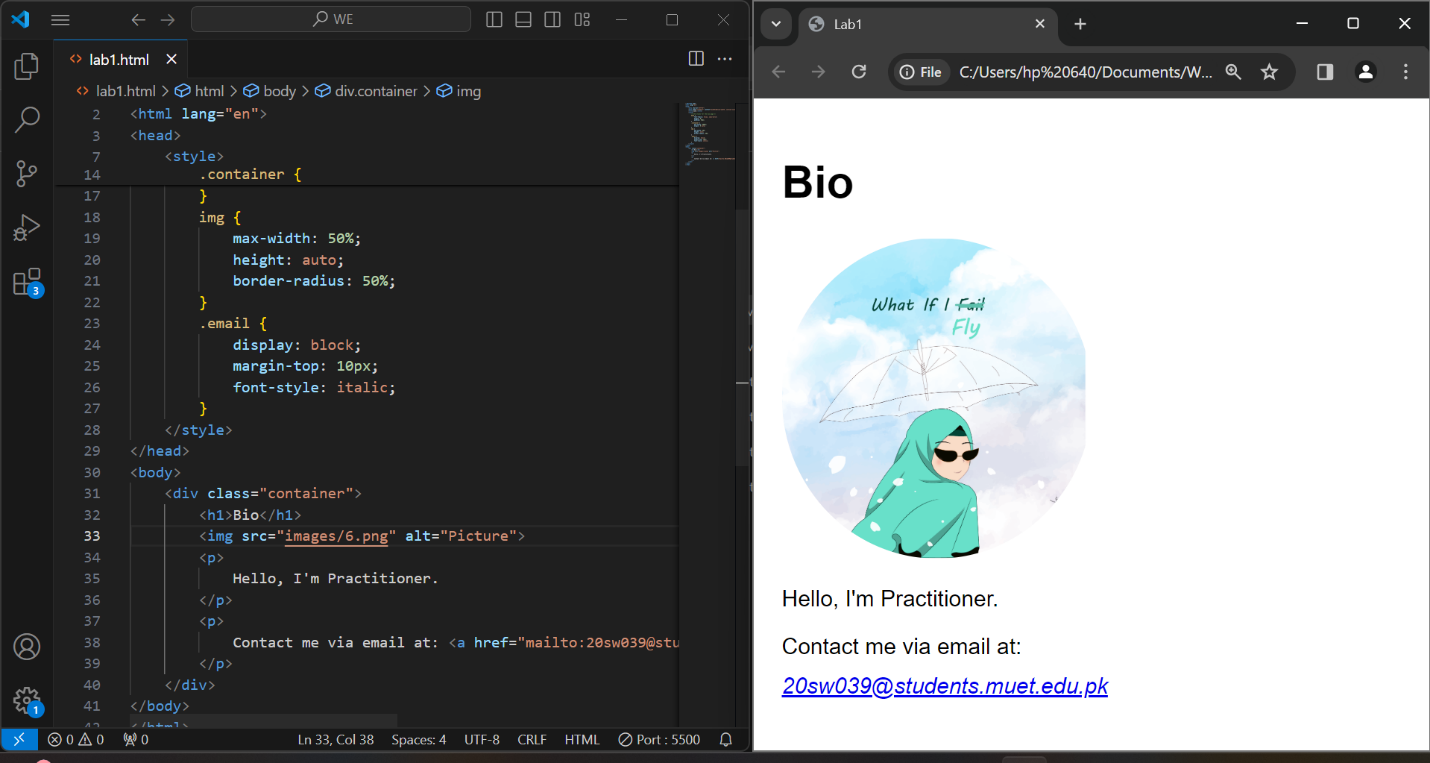 WE
lab1.html
lab1.html > html > body > div.container > img
2 <html lang="en">
3 <head>
7 <style>
14 .container {
17 }
18 img {
19 max-width: 50%;
20 height: auto;
21 border-radius: 50%;
22 }
23 .email {
24 display: block;
25 margin-top: 10px;
26 font-style: italic;
27 }
28 </style>
29 </head>
30 <body>
31 <div class="container">
32 <h1>Bio</h1>
33 <img src="images/6.png" alt="Picture">
34 <p>
35 Hello, I'm Practitioner.
36 </p>
37 <p>
38 Contact me via email at: <a href="mailto:20sw039@stu
39 </p>
40 </div>
41 </body>
3
1
0 0 0 Ln 33, Col 38 Spaces: 4 UTF-8 CRLF HTML Port : 5500
Lab1
File C:/Users/hp%20640/Documents/W...
Bio
What If I Fail
Fly
Hello, I'm Practitioner.
Contact me via email at:
20sw039@students.muet.edu.pk